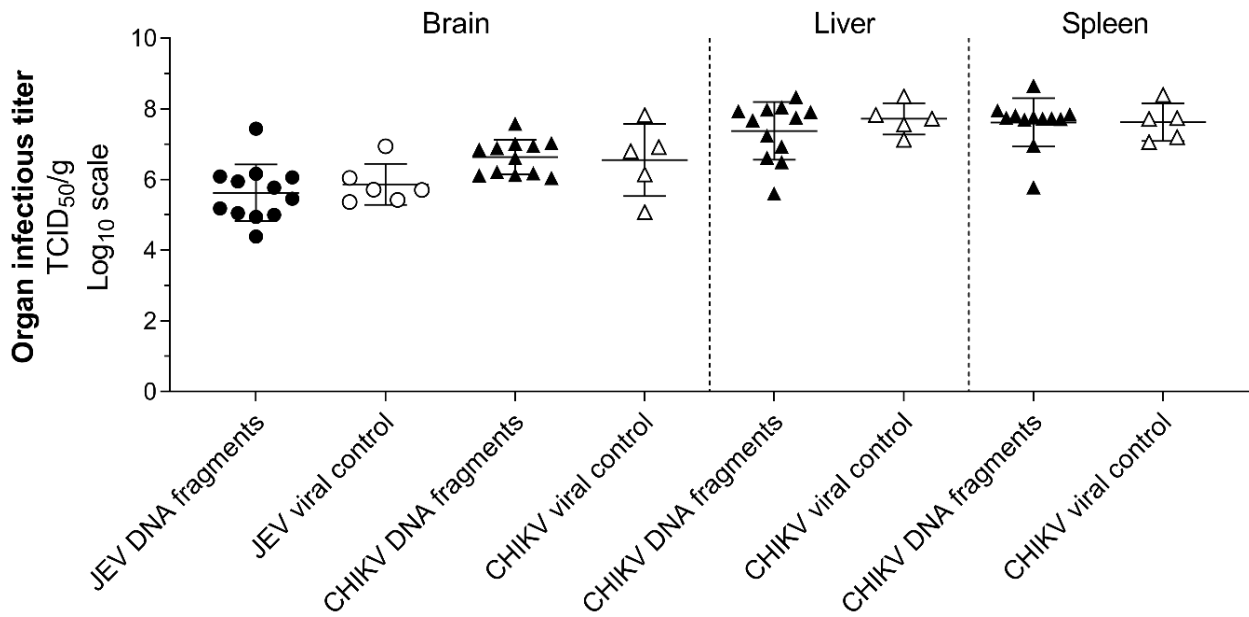 Brain Liver Spleen
Organ infectious titer
TCID50/g
Log10 scale
10
8
6
4
2
0
JEV DNA fragments
JEV viral control
CHIKV DNA fragments
CHIKV viral control
CHIKV DNA fragments
CHIKV viral control
CHIKV DNA fragments
CHIKV viral control